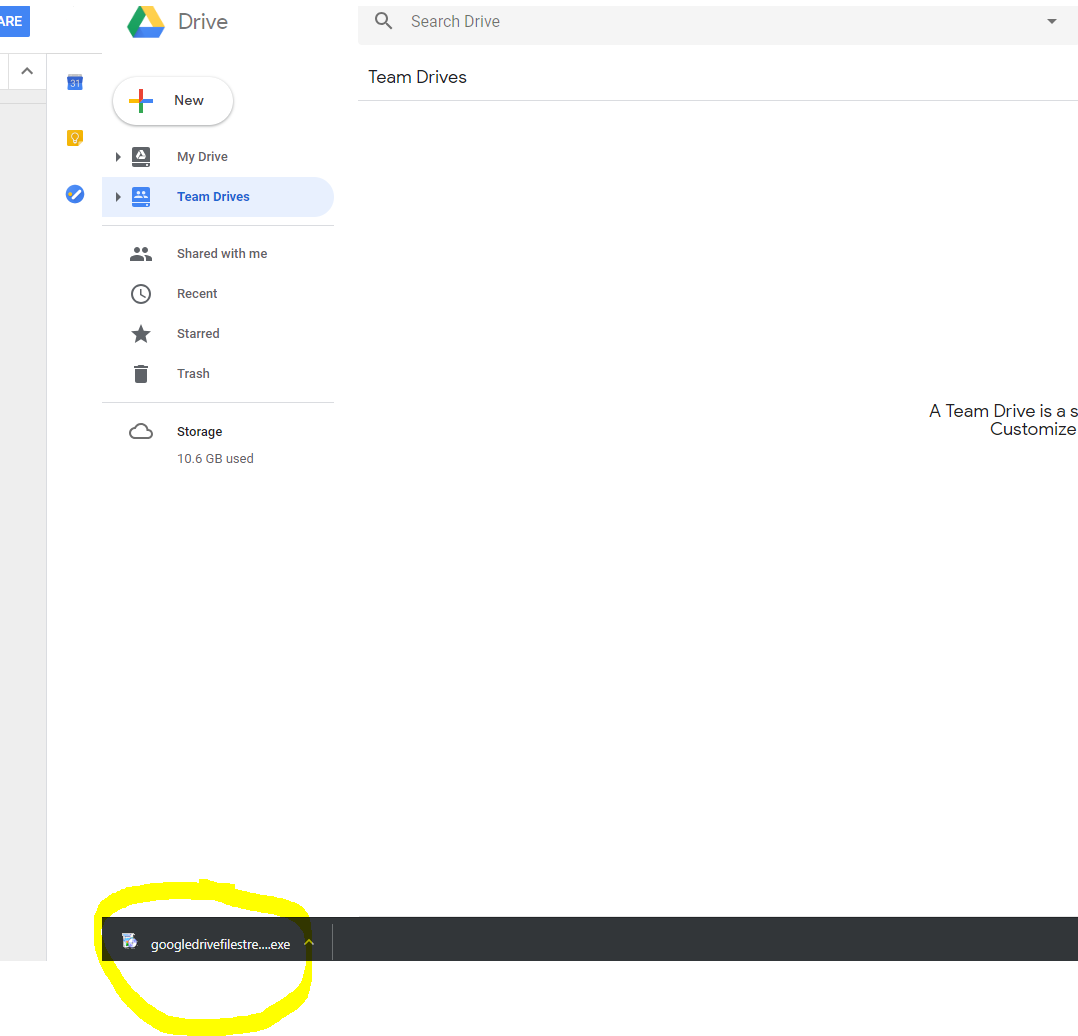 ARE
31
Drive
Search Drive
Team Drives
New
My Drive
Team Drives
Shared with me
Recent
Starred
Trash
Storage
10.6 GB used
A Team Drive is a s
Customize
googledrivefilestre....exe